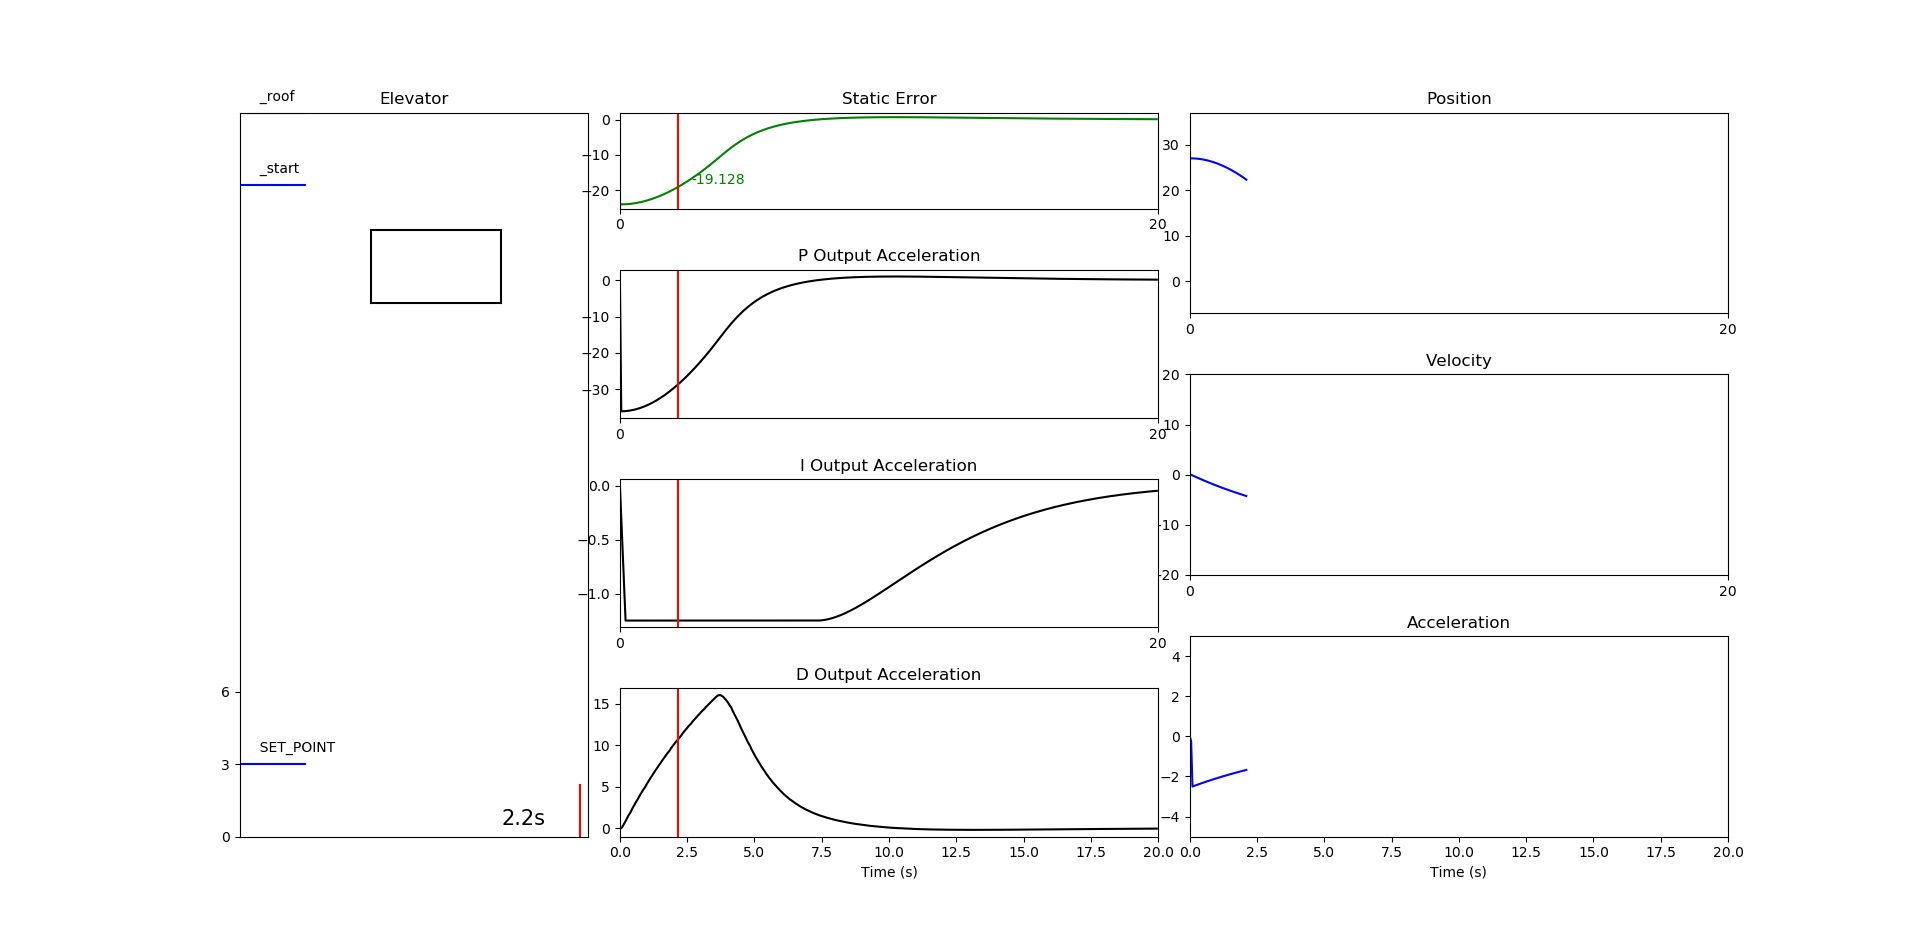 _roof
Elevator
_start
6
SET_POINT
3
2.2s
0
Static Error
0
−10
−20
-19.128
0 20
P Output Acceleration
0
−10
−20
−30
0 20
I Output Acceleration
0.0
−0.5
−1.0
0 20
D Output Acceleration
15
10
5
0
0.0 2.5 5.0 7.5 10.0 12.5 15.0 17.5 20.0
Time (s)
Position
30
20
10
0
0 20
Velocity
20
10
0
-10
-20
0 20
Acceleration
4
2
0
−2
−4
0.0 2.5 5.0 7.5 10.0 12.5 15.0 17.5 20.0
Time (s)